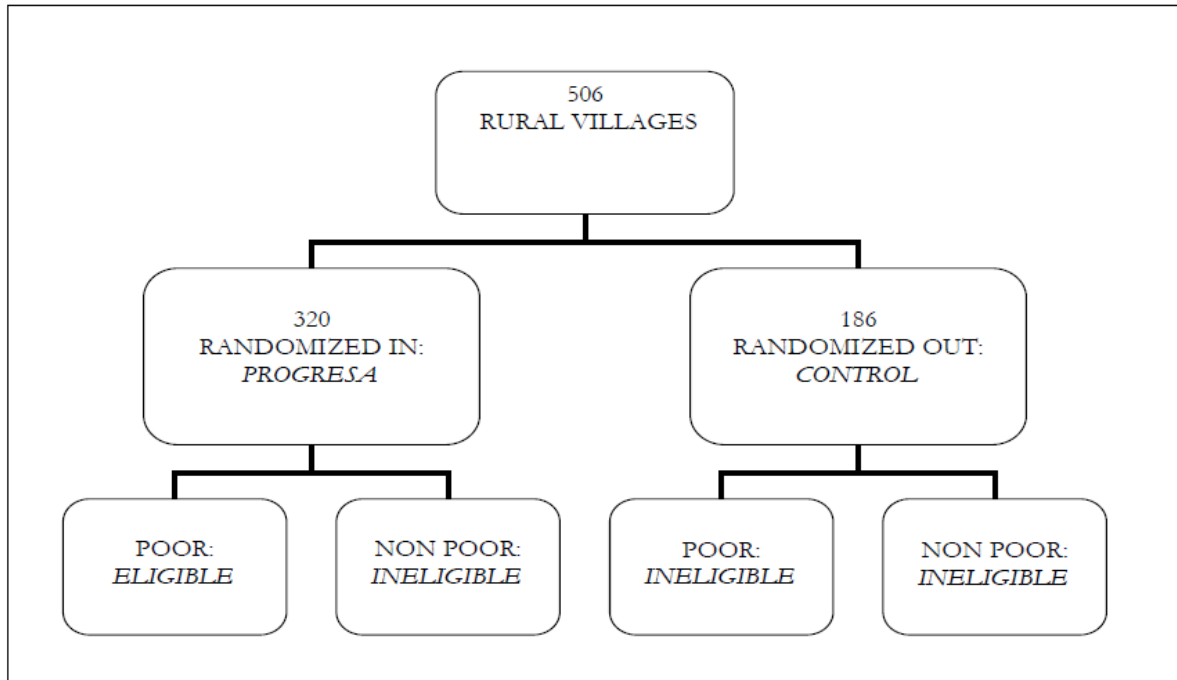 506
RURAL VILLAGES
320
RANDOMIZED IN:
PROGRESA
186
RANDOMIZED OUT:
CONTROL
POOR:
ELIGIBLE
NON POOR:
INELIGIBLE
POOR:
INELIGIBLE
NON POOR:
INELIGIBLE